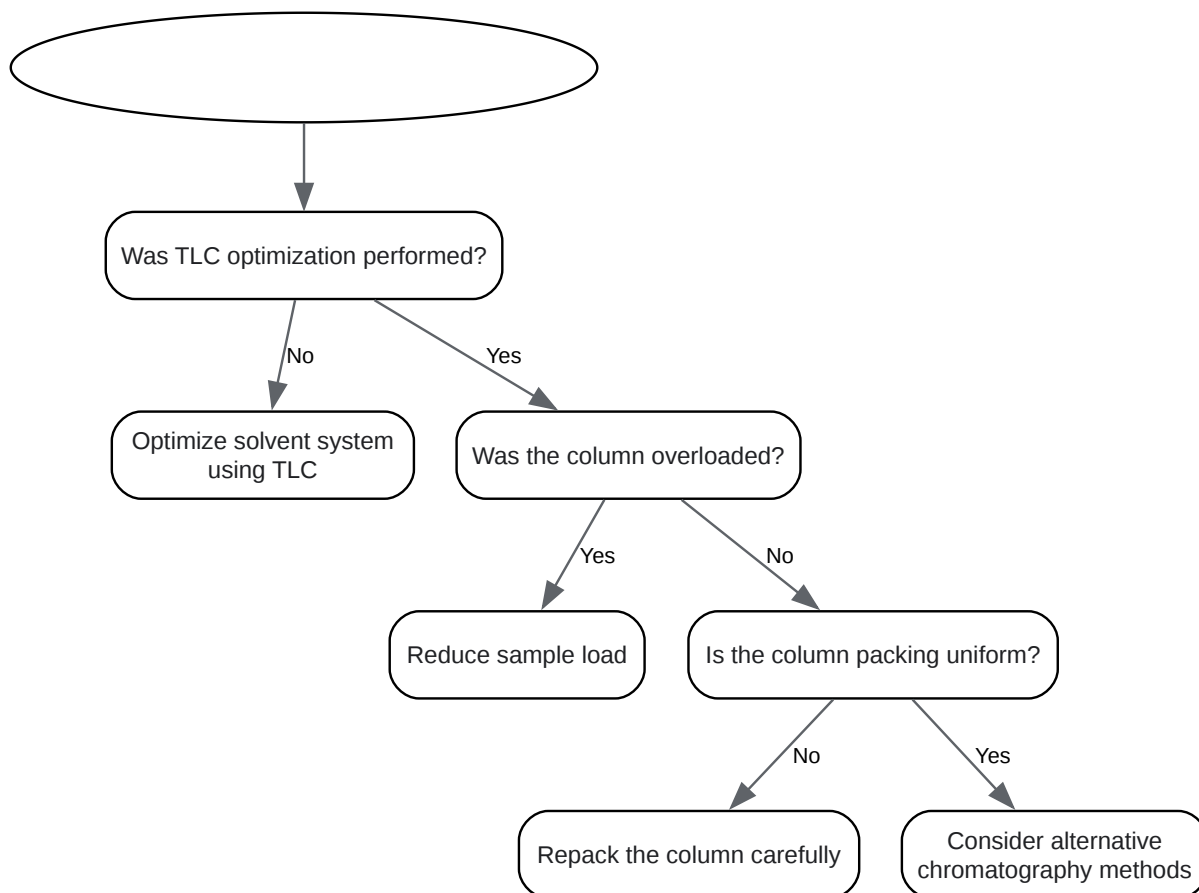 Was TLC optimization performed?
No
Yes
Optimize solvent system
using TLC
Was the column overloaded?
Yes
No
Reduce sample load
Is the column packing uniform?
No
Yes
Repack the column carefully
Consider alternative
chromatography methods